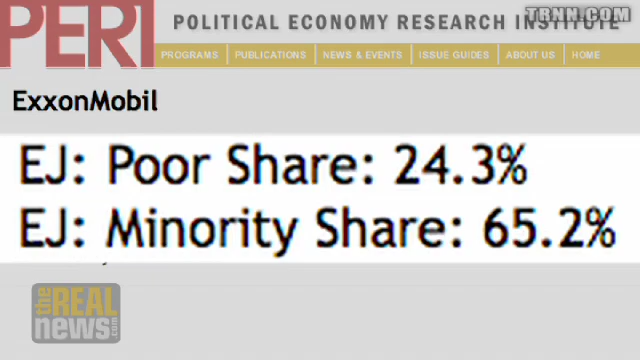 PERI
POLITICAL ECONOMY RESEARCH INSTITUTE
TRNN.COM
PROGRAMS PUBLICATIONS NEWS & EVENTS ISSUE GUIDES ABOUT US HOME
ExxonMobil
EJ: Poor Share: 24.3%
EJ: Minority Share: 65.2%
the REAL
news.com